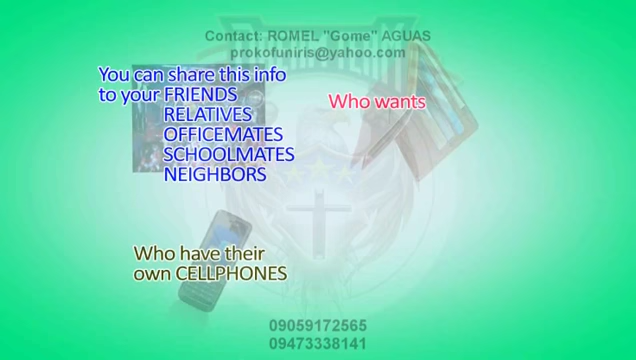 Contact: ROMEL "Gome" AGUAS
prokofuniris@yahoo.com
You can share this info
to your FRIENDS
RELATIVES
OFFICEMATES
SCHOOLMATES
NEIGHBORS
Who wants
Who have their
own CELLPHONES
09059172565
09473338141